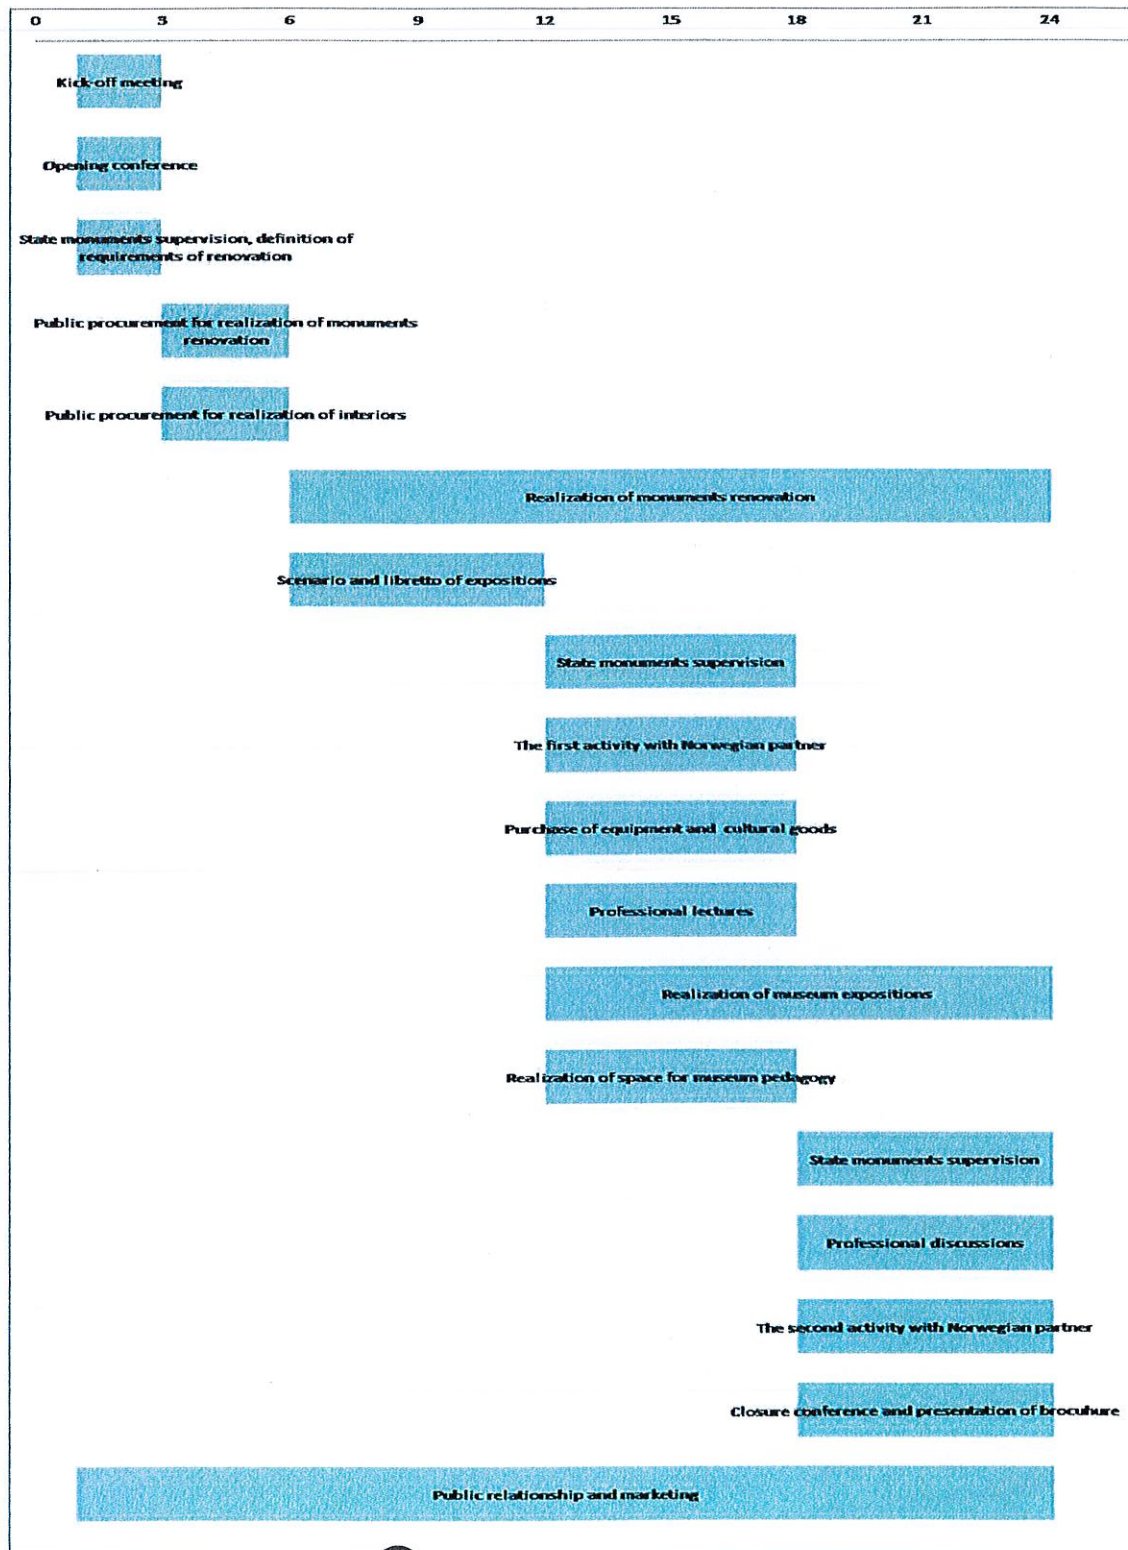 0 3 6 9 12 15 18 21 24
Kick-off meeting
Opening conference
State monuments supervision, definition of
requirements of renovation
Public procurement for realization of monuments
renovation
Public procurement for realization of interiors
Realization of monuments renovation
Scenario and libretto of expositions
State monuments supervision
The first activity with Norwegian partner
Purchase of equipment and cultural goods
Professional lectures
Realization of museum expositions
Realization of space for museum pedagogy
State monuments supervision
Professional discussions
The second activity with Norwegian partner
Closure conference and presentation of brocuhure
Public relationship and marketing